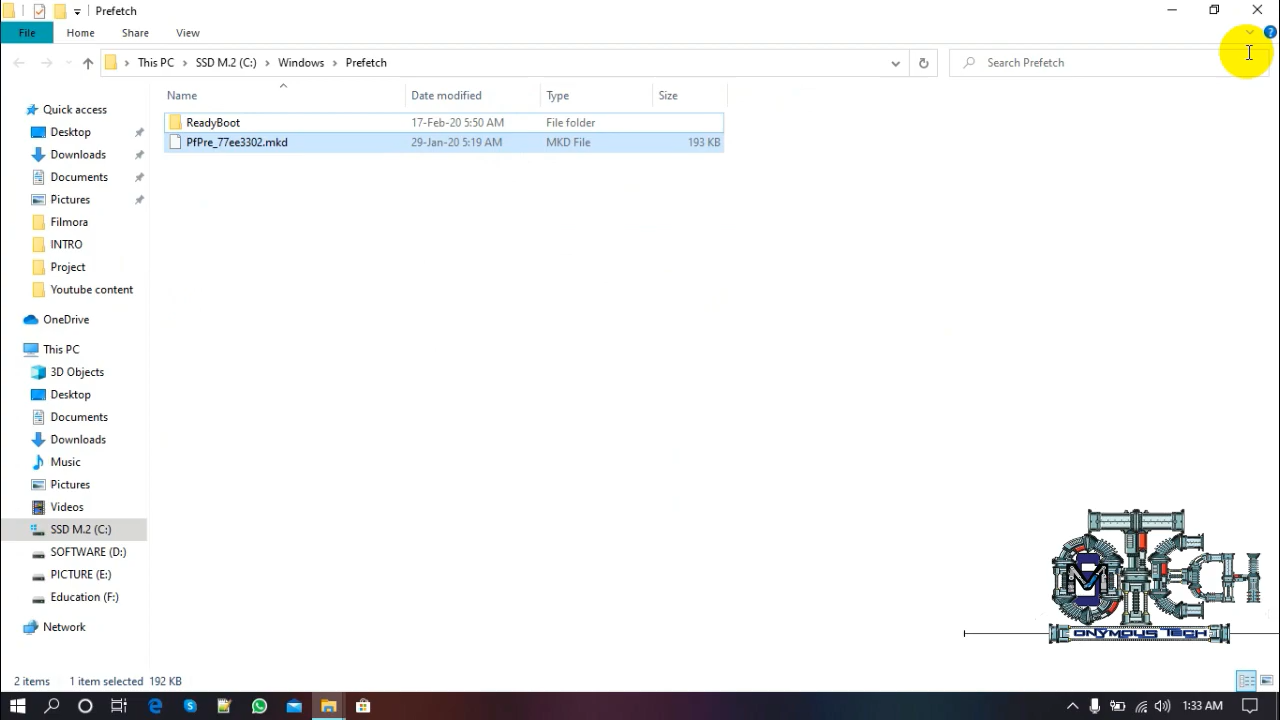 Prefetch
File Home Share View
This PC SSD M.2 (C:) Windows Prefetch
Search Prefetch
Name Date modified Type Size
ReadyBoot 17-Feb-20 5:50 AM File folder
PfPre_77ee3302.mkd 29-Jan-20 5:19 AM MKD File 193 KB
Quick access
Desktop
Downloads
Documents
Pictures
Filmora
INTRO
Project
Youtube content
OneDrive
This PC
3D Objects
Desktop
Documents
Downloads
Music
Pictures
Videos
SSD M.2 (C:)
SOFTWARE (D:)
PICTURE (E:)
Education (F:)
Network
ONYMOUS TECH
2 items 1 item selected 192 KB
1:33 AM